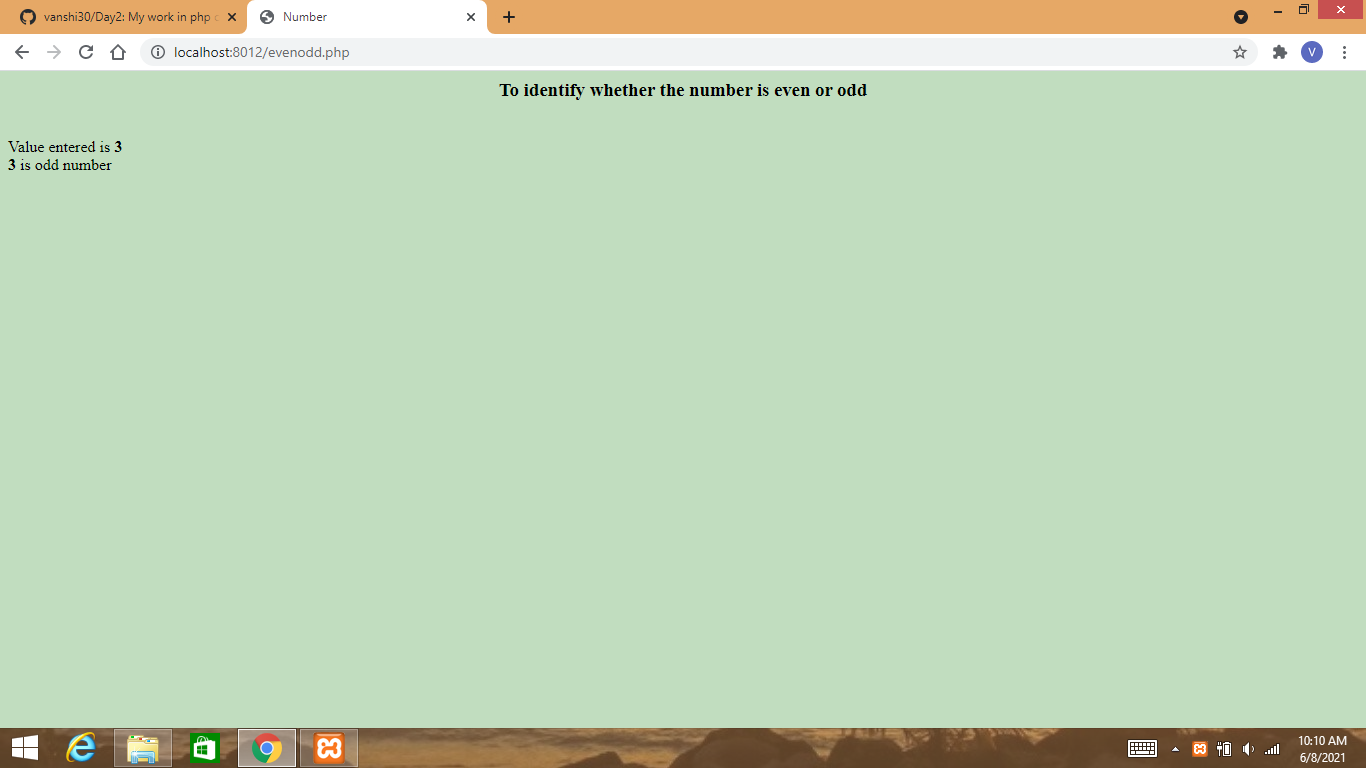 vanshi30/Day2: My work in php
Number
localhost:8012/evenodd.php
V
To identify whether the number is even or odd
Value entered is 3
3 is odd number
10:10 AM
6/8/2021